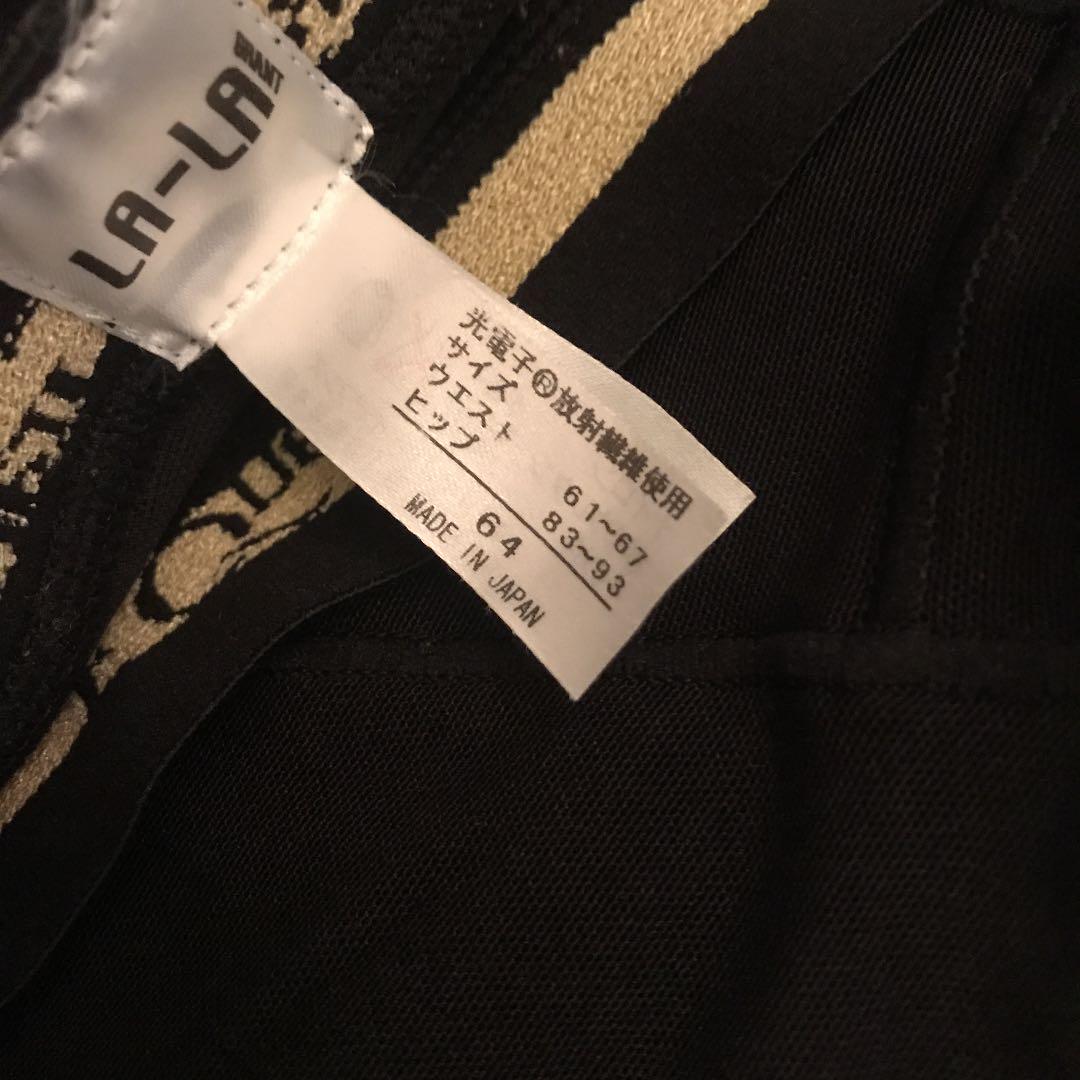 LA-LA
BRANT
光電子®放射繊維使用
サイズ
ウエスト 61~67
ヒップ 83~93
64
MADE IN JAPAN